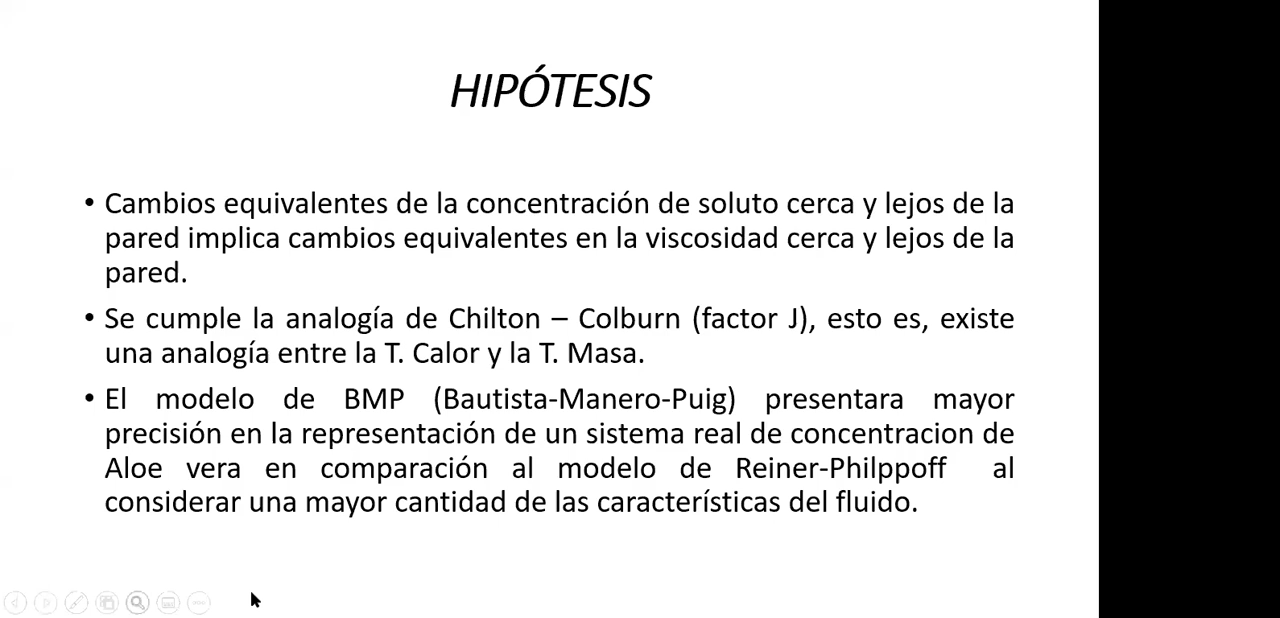 HIPÓTESIS
• Cambios equivalentes de la concentración de soluto cerca y lejos de la
pared implica cambios equivalentes en la viscosidad cerca y lejos de la
pared.
• Se cumple la analogía de Chilton – Colburn (factor J), esto es, existe
una analogía entre la T. Calor y la T. Masa.
• El modelo de BMP (Bautista-Manero-Puig) presentara mayor
precisión en la representación de un sistema real de concentracion de
Aloe vera en comparación al modelo de Reiner-Philppoff al
considerar una mayor cantidad de las características del fluido.